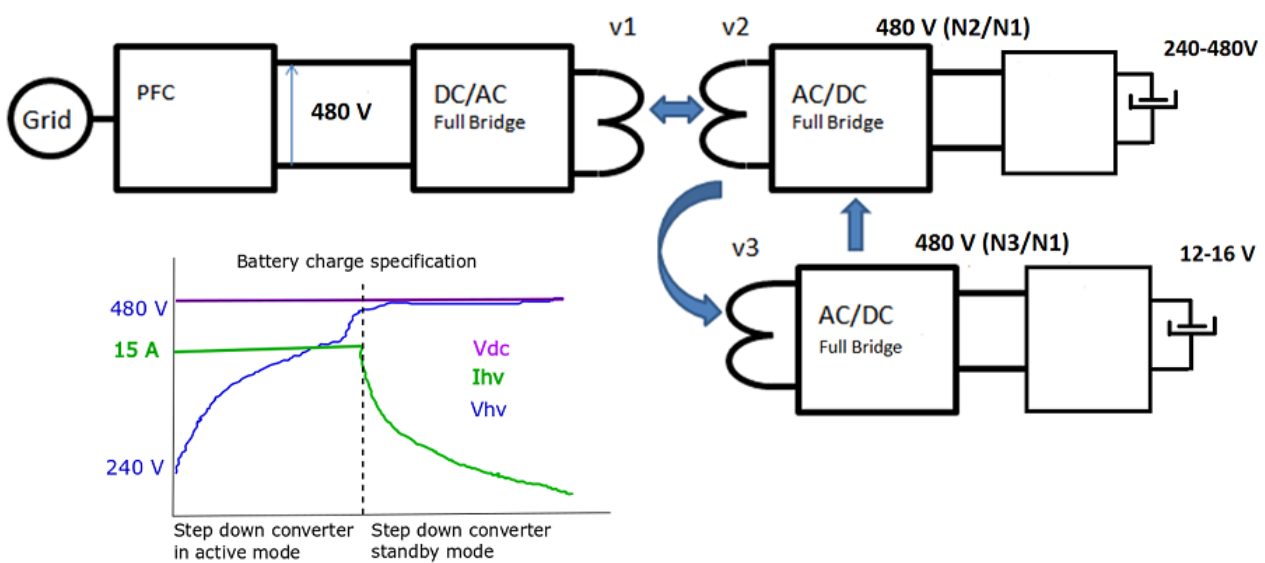 v1
v2
480 V (N2/N1)
240-480V
Grid
PFC
480 V
DC/AC
Full Bridge
AC/DC
Full Bridge
v3
480 V (N3/N1)
12-16 V
AC/DC
Full Bridge
Battery charge specification
480 V
15 A
240 V
Vdc
Ihv
Vhv
Step down converter
in active mode
Step down converter
standby mode